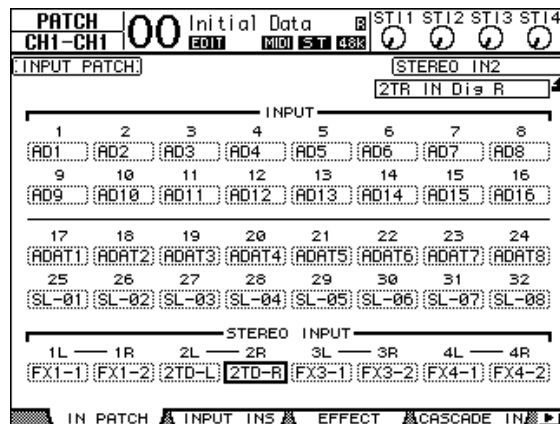 PATCH 00 Initial Data R ST11 ST12 ST13 ST14
CH1-CH1 EDIT MIDI ST 48k
INPUT PATCH STEREO IN2
2TR IN Dig R
INPUT
1 2 3 4 5 6 7 8
AD1 AD2 AD3 AD4 AD5 AD6 AD7 AD8
9 10 11 12 13 14 15 16
AD9 AD10 AD11 AD12 AD13 AD14 AD15 AD16
17 18 19 20 21 22 23 24
ADAT1 ADAT2 ADAT3 ADAT4 ADAT5 ADAT6 ADAT7 ADAT8
25 26 27 28 29 30 31 32
SL-01 SL-02 SL-03 SL-04 SL-05 SL-06 SL-07 SL-08
STEREO INPUT
1L 1R 2L 2R 3L 3R 4L 4R
FX1-1 FX1-2 2TD-L 2TD-R FX3-1 FX3-2 FX4-1 FX4-2
IN PATCH INPUT INS EFFECT CASCADE IN